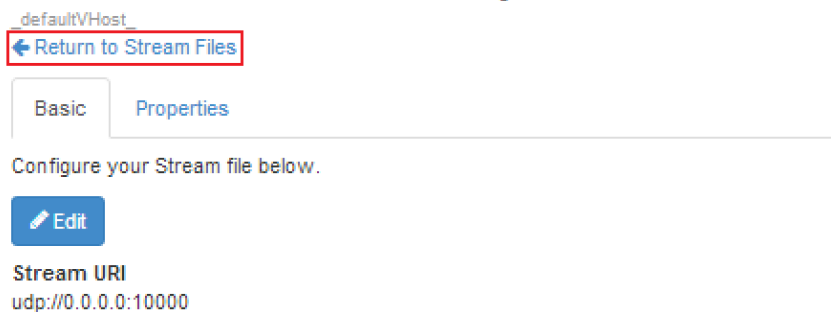 _defaultVHost_
Return to Stream Files
Basic Properties
Configure your Stream file below.
Edit
Stream URI
udp://0.0.0.0:10000